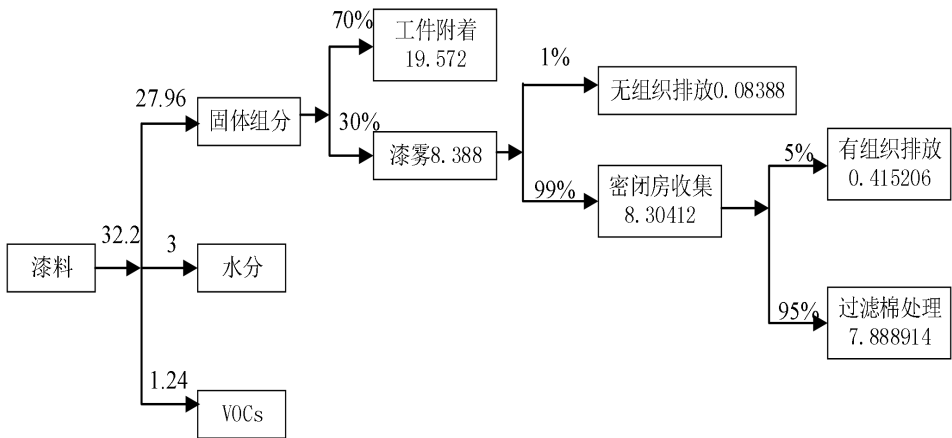 漆料
32.2
27.96
固体组分
70%
工件附着
19.572
30%
漆雾8.388
1%
无组织排放0.08388
99%
密闭房收集
8.30412
5%
有组织排放
0.415206
95%
过滤棉处理
7.888914
3
水分
1.24
VOCs